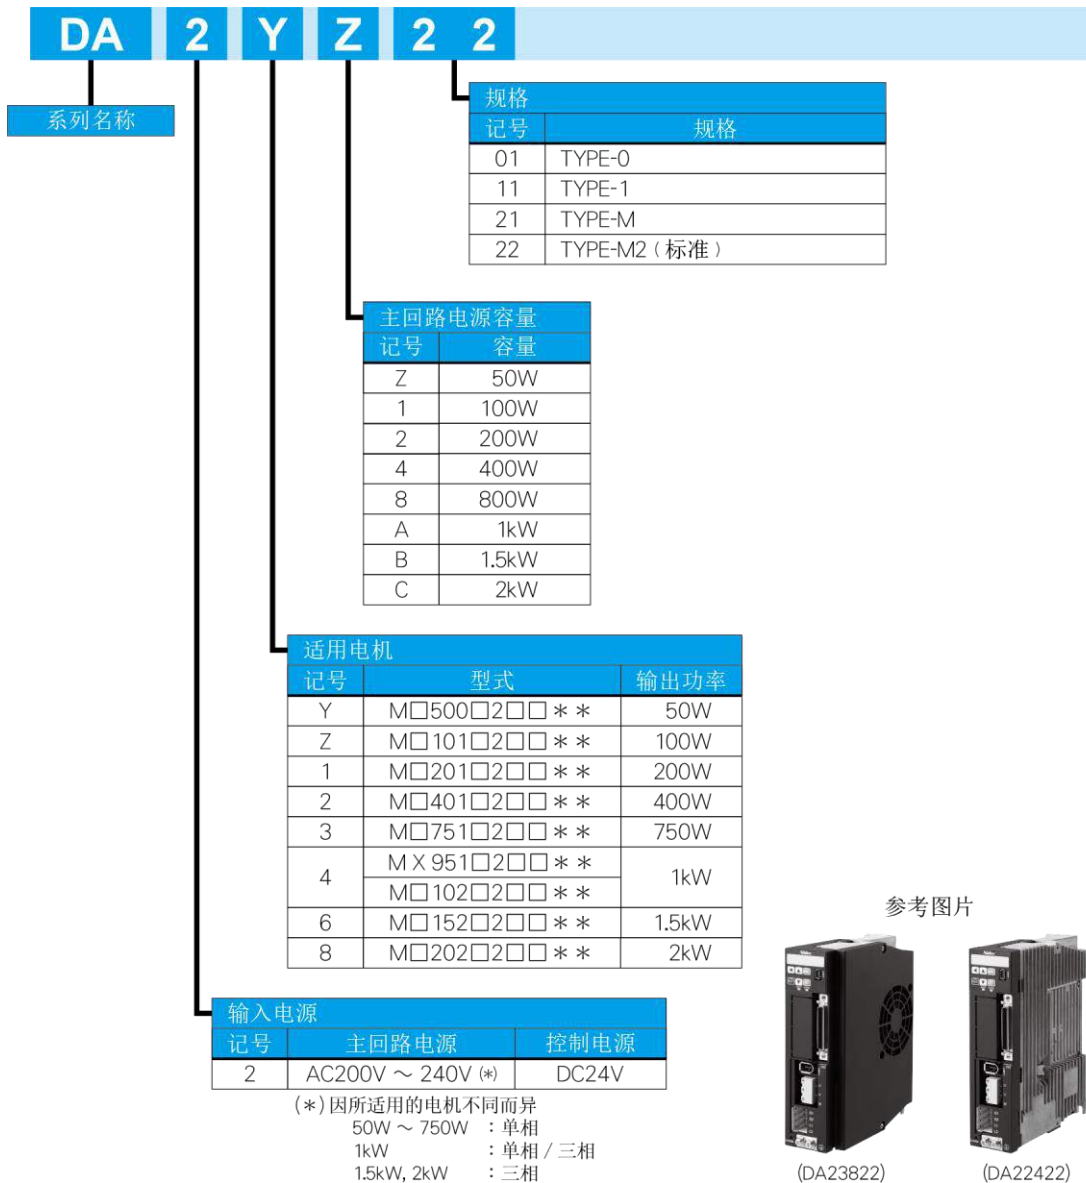 DA 2 Y Z 2 2
系列名称
规格
记号 规格
01 TYPE-0
11 TYPE-1
21 TYPE-M
22 TYPE-M2(标准)
主回路电源容量
记号 容量
Z 50W
1 100W
2 200W
4 400W
8 800W
A 1kW
B 1.5kW
C 2kW
适用电机
记号 型式 输出功率
Y M□500□2□□** 50W
Z M□101□2□□** 100W
1 M□201□2□□** 200W
2 M□401□2□□** 400W
3 M□751□2□□** 750W
4 MX951□2□□** 1kW
M□102□2□□**
6 M□152□2□□** 1.5kW
8 M□202□2□□** 2kW
输入电源
记号 主回路电源 控制电源
2 AC200V ～ 240V (*) DC24V
(*)因所适用的电机不同而异
50W ～ 750W :单相
1kW :单相 / 三相
1.5kW, 2kW :三相
参考图片
(DA23822) (DA22422)